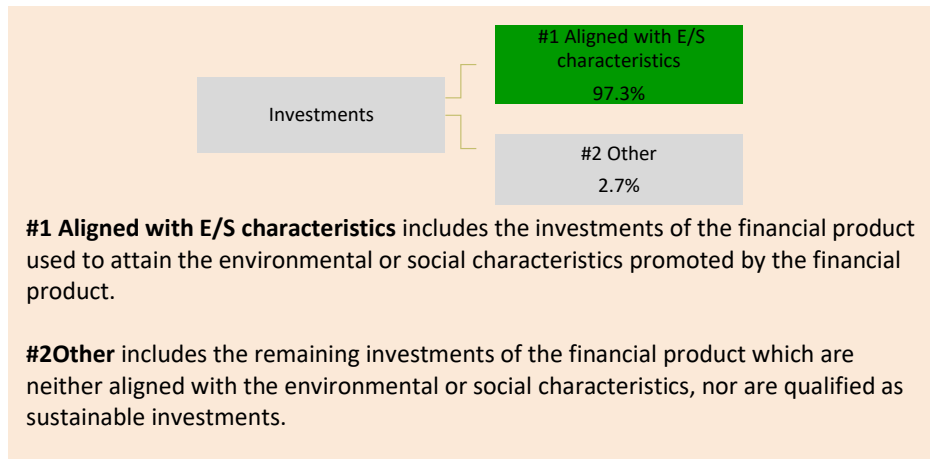 #1 Aligned with E/S
characteristics
97.3%
Investments
#2 Other
2.7%
#1 Aligned with E/S characteristics includes the investments of the financial product
used to attain the environmental or social characteristics promoted by the financial
product.
#2Other includes the remaining investments of the financial product which are
neither aligned with the environmental or social characteristics, nor are qualified as
sustainable investments.